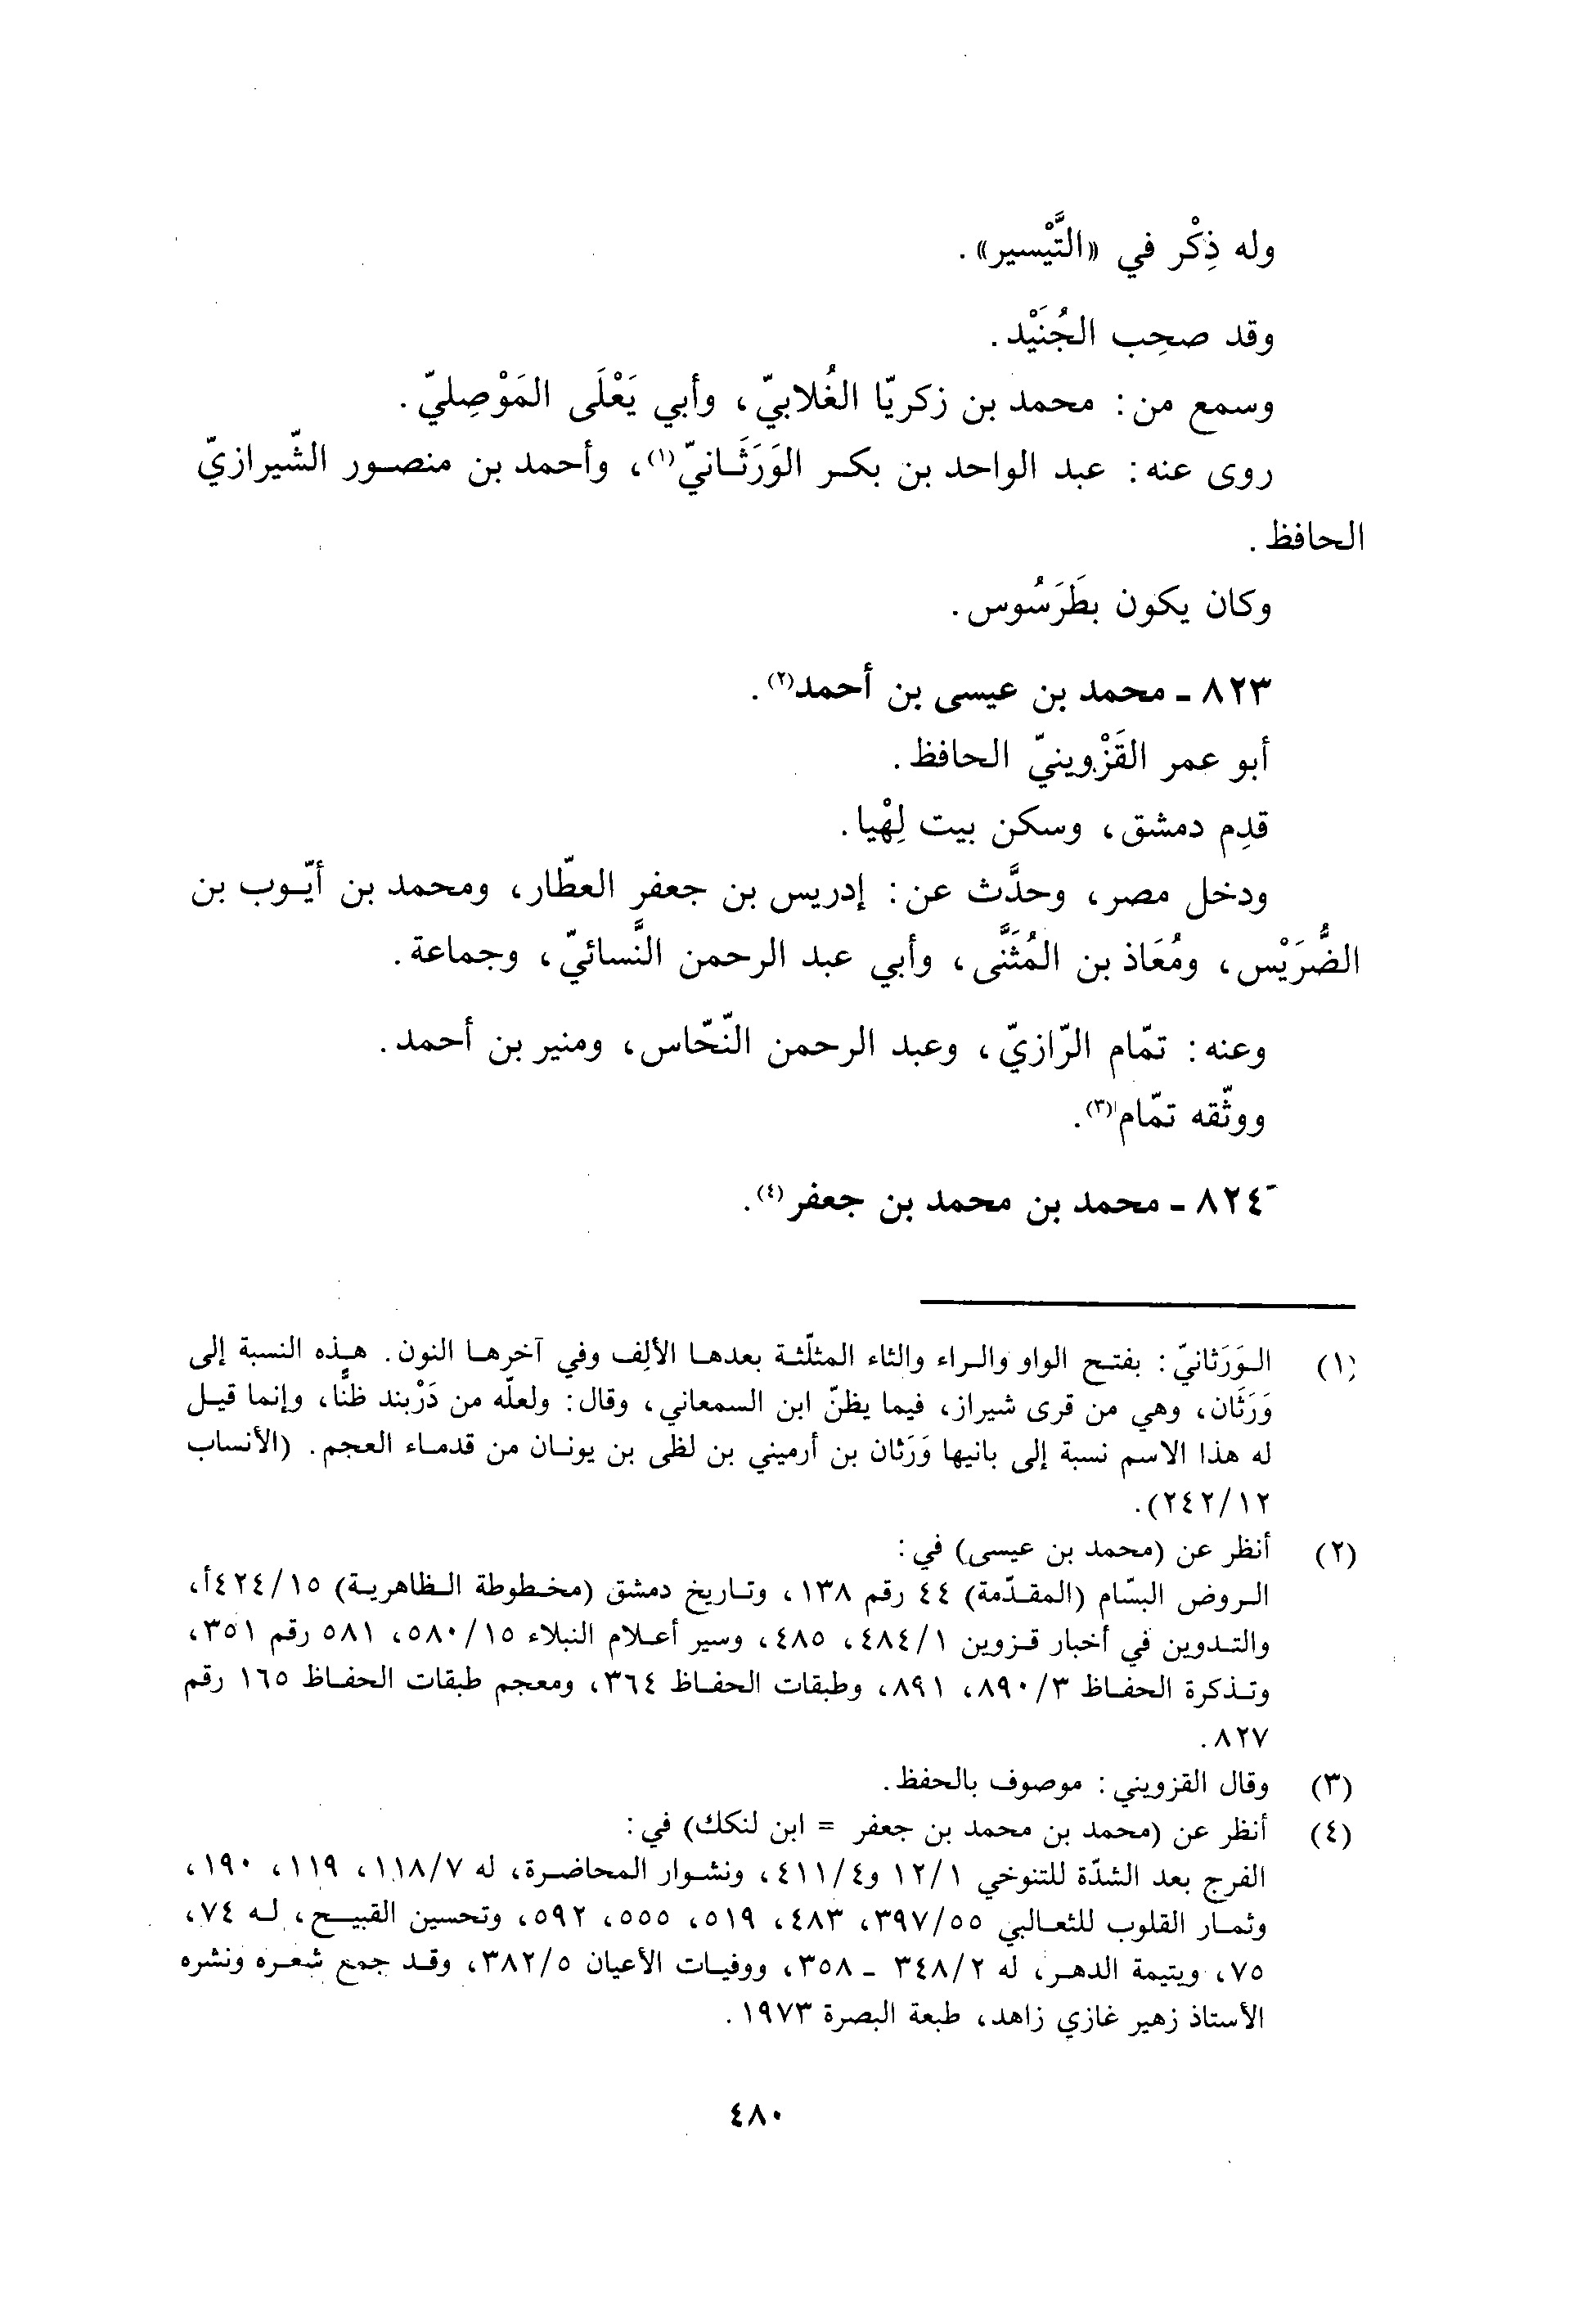 وله ذِكْر في «التَّيْسير».
وقد صحِب الجُنَيْد.
وسمع من: محمد بن زكريّا الغُلابيّ، وأبي يَعْلَى المَوْصِليّ.
روى عنه: عبد الواحد بن بكر الوَرَثَانيّ(١)، وأحمد بن منصور الشّيرازيّ
الحافظ.
وكان يكون بطَرَسُوس.
٨٢٣ ـ محمد بن عيسى بن أحمد(٢).
أبو عمر القَزْوينيّ الحافظ.
قدِم دمشق، وسكن بيت لِهْيا.
ودخل مصر، وحدَّث عن: إدريس بن جعفر العطّار، ومحمد بن أيّوب بن
الضُّرَيْس، ومُعَاذ بن المُثَنَّى، وأبي عبد الرحمن النَّسائيّ، وجماعة.
وعنه: تمّام الرّازيّ، وعبد الرحمن النّحّاس، ومنير بن أحمد.
ووثّقه تمّام(٣).
٨٢٤ ـ محمد بن محمد بن جعفر(٤).
(١) الوَرَثانيّ: بفتح الواو والراء والثاء المثلّثة بعدها الألِف وفي آخرها النون. هذه النسبة إلى
وَرَثَان، وهي من قرى شيراز، فيما يظنّ ابن السمعاني، وقال: ولعلّه من دَرْبند ظنًّا، وإنما قيل
له هذا الاسم نسبة إلى بانيها وَرَثان بن أرميني بن لظى بن يونان من قدماء العجم. (الأنساب
١٢/٢٤٢).
(٢) أنظر عن (محمد بن عيسى) في:
الروض البسّام (المقدّمة) ٤٤ رقم ١٣٨، وتاريخ دمشق (مخطوطة الظاهرية) ١٥/٤٢٤أ،
والتدوين في أخبار قزوين ١/٤٨٤، ٤٨٥، وسير أعلام النبلاء ١٥/٥٨٠، ٥٨١ رقم ٣٥١،
وتذكرة الحفاظ ٣/٨٩٠، ٨٩١، وطبقات الحفاظ ٣٦٤، ومعجم طبقات الحفاظ ١٦٥ رقم
٨٢٧.
(٣) وقال القزويني: موصوف بالحفظ.
(٤) أنظر عن (محمد بن محمد بن جعفر = ابن لنكك) في:
الفرج بعد الشدّة للتنوخي ١/١٢ و٤/٤١١، ونشوار المحاضرة، له ٧/١١٨، ١١٩، ١٩٠،
وثمار القلوب للثعالبي ٣٩٧/٥٥، ٤٨٣، ٥١٩، ٥٥٥، ٥٩٢، وتحسين القبيح، له ٧٤،
٧٥، ويتيمة الدهر، له ٢/٣٤٨ ـ ٣٥٨، ووفيات الأعيان ٥/٣٨٢، وقد جمع شعره ونشره
الأستاذ زهير غازي زاهد، طبعة البصرة ١٩٧٣.
٤٨٠